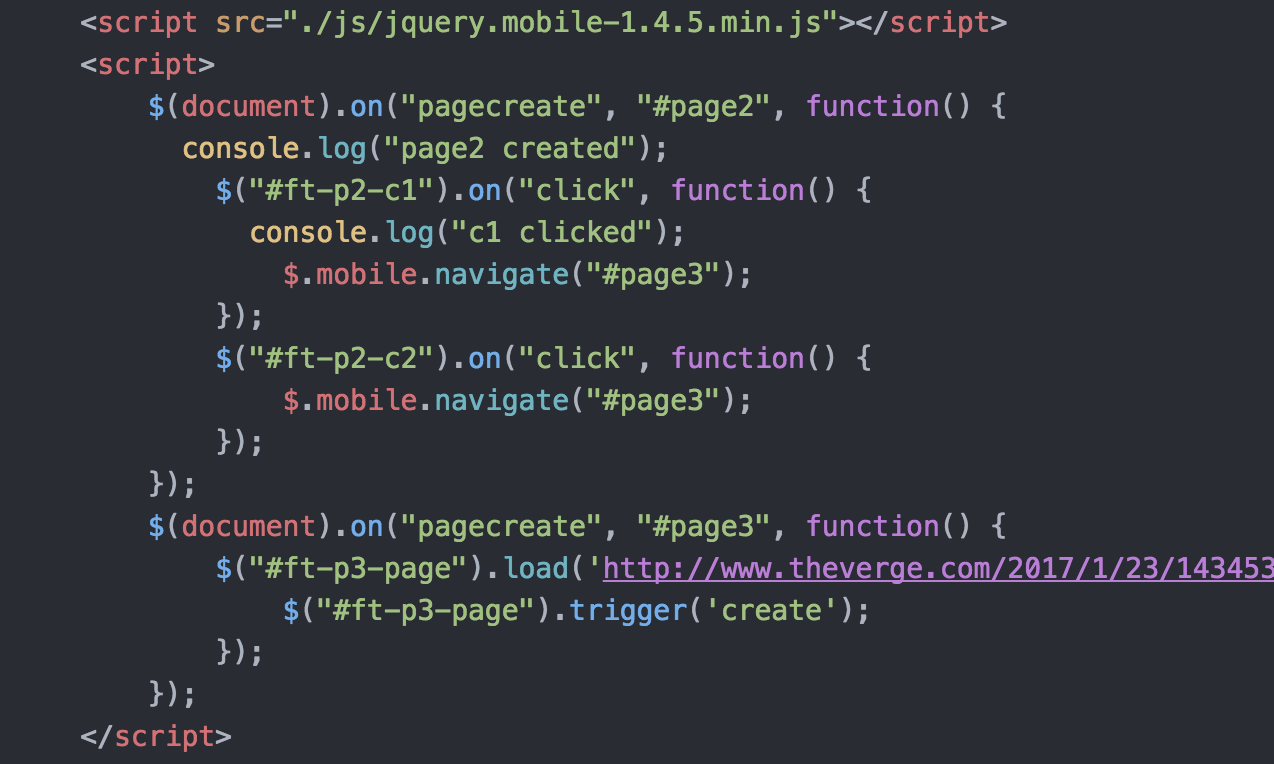 <script src="./js/jquery.mobile-1.4.5.min.js"></script>
<script>
$(document).on("pagecreate", "#page2", function() {
console.log("page2 created");
$("#ft-p2-c1").on("click", function() {
console.log("c1 clicked");
$.mobile.navigate("#page3");
});
$("#ft-p2-c2").on("click", function() {
$.mobile.navigate("#page3");
});
});
$(document).on("pagecreate", "#page3", function() {
$("#ft-p3-page").load('http://www.theverge.com/2017/1/23/143453
$("#ft-p3-page").trigger('create');
});
});
</script>